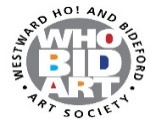 WESTWARD HO! AND BIDEFORD
WHO
BID
ART
• ART SOCIETY •